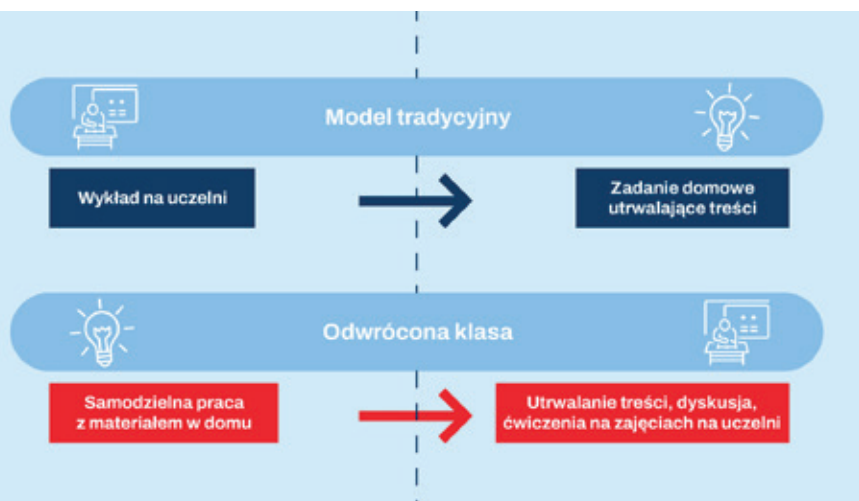 Model tradycyjny
Wykład na uczelni
Zadanie domowe
utrwalające treści
Odwrócona klasa
Samodzielna praca
z materiałem w domu
Utrwalanie treści, dyskusja,
ćwiczenia na zajęciach na uczelni